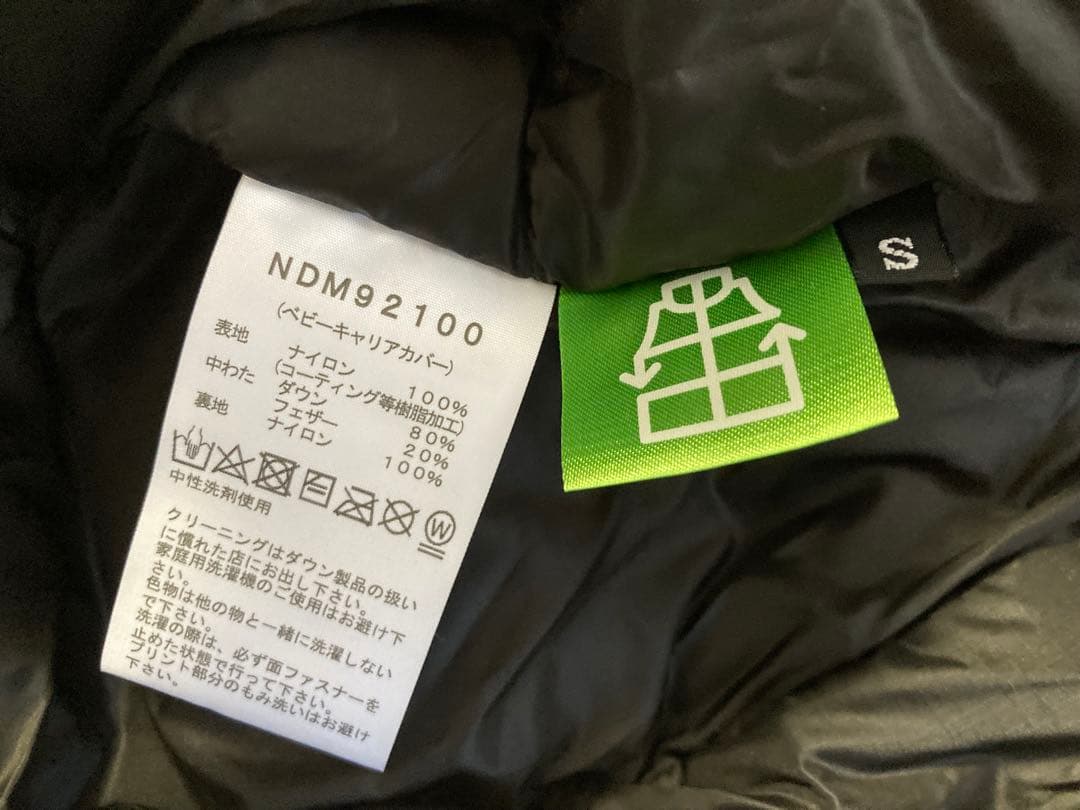 NDM92100
(ベビーキャリアカバー)
表地 ナイロン 100%
(コーティング等樹脂加工)
中わた ダウン 80%
フェザー 20%
裏地 ナイロン 100%
中性洗剤使用
W
クリーニングはダウン製品の扱い
に慣れた店にお出し下さい。
家庭用洗濯機のご使用はお避け下
さい。
色物は他の物と一緒に洗濯しない
で下さい。
洗濯の際は、必ず面ファスナーを
止めた状態で行って下さい。
プリント部分のもみ洗いはお避け
下さい。
S